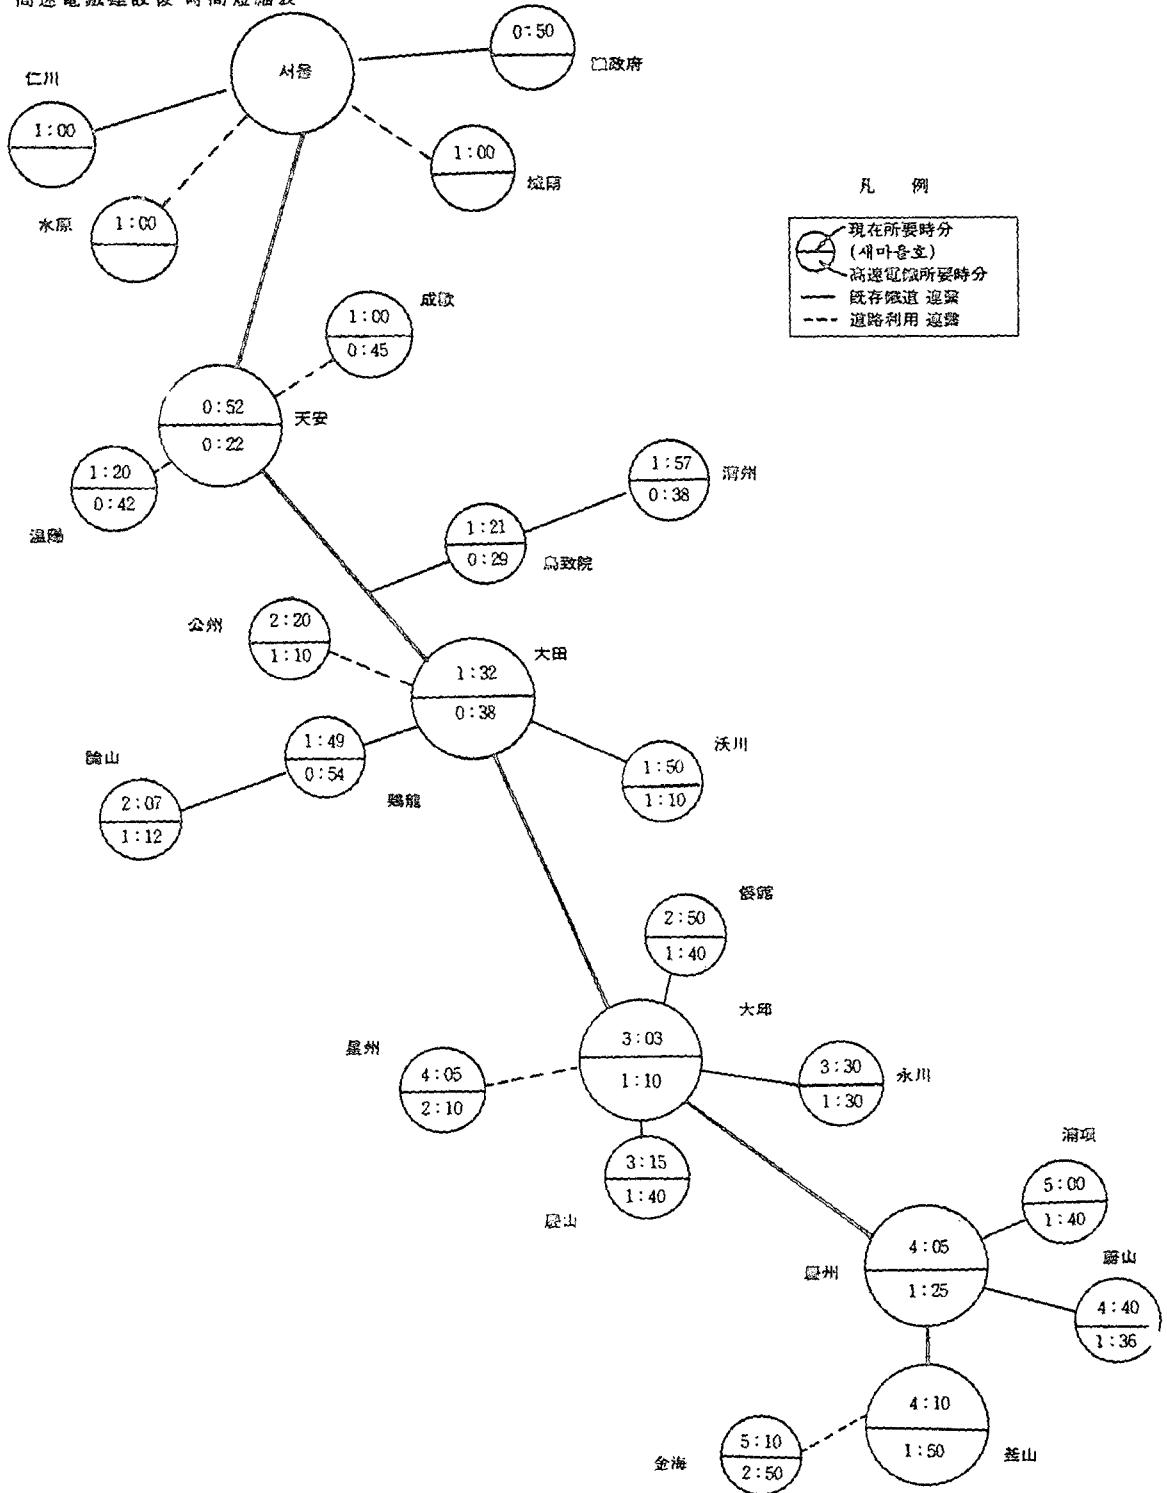 高速電鐵建設後 時間短縮表
서울
0:50
議政府
仁川
1:00
1:00
城南
水原
1:00
凡 例
現在所要時分
(새마을호)
高速電鐵所要時分
既存鐵道 連繫
道路利用 連繫
成歡
1:00
0:45
0:52
0:22
天安
1:20
0:42
溫陽
1:57
0:38
淸州
1:21
0:29
鳥致院
公州
2:20
1:10
大田
1:32
0:38
論山
2:07
1:12
1:49
0:54
鷄龍
沃川
1:50
1:10
倭館
2:50
1:40
大邱
3:03
1:10
星州
4:05
2:10
3:30
1:30
永川
3:15
1:40
慶山
浦項
5:00
1:40
慶州
4:05
1:25
蔚山
4:40
1:36
4:10
1:50
釜山
金海
5:10
2:50